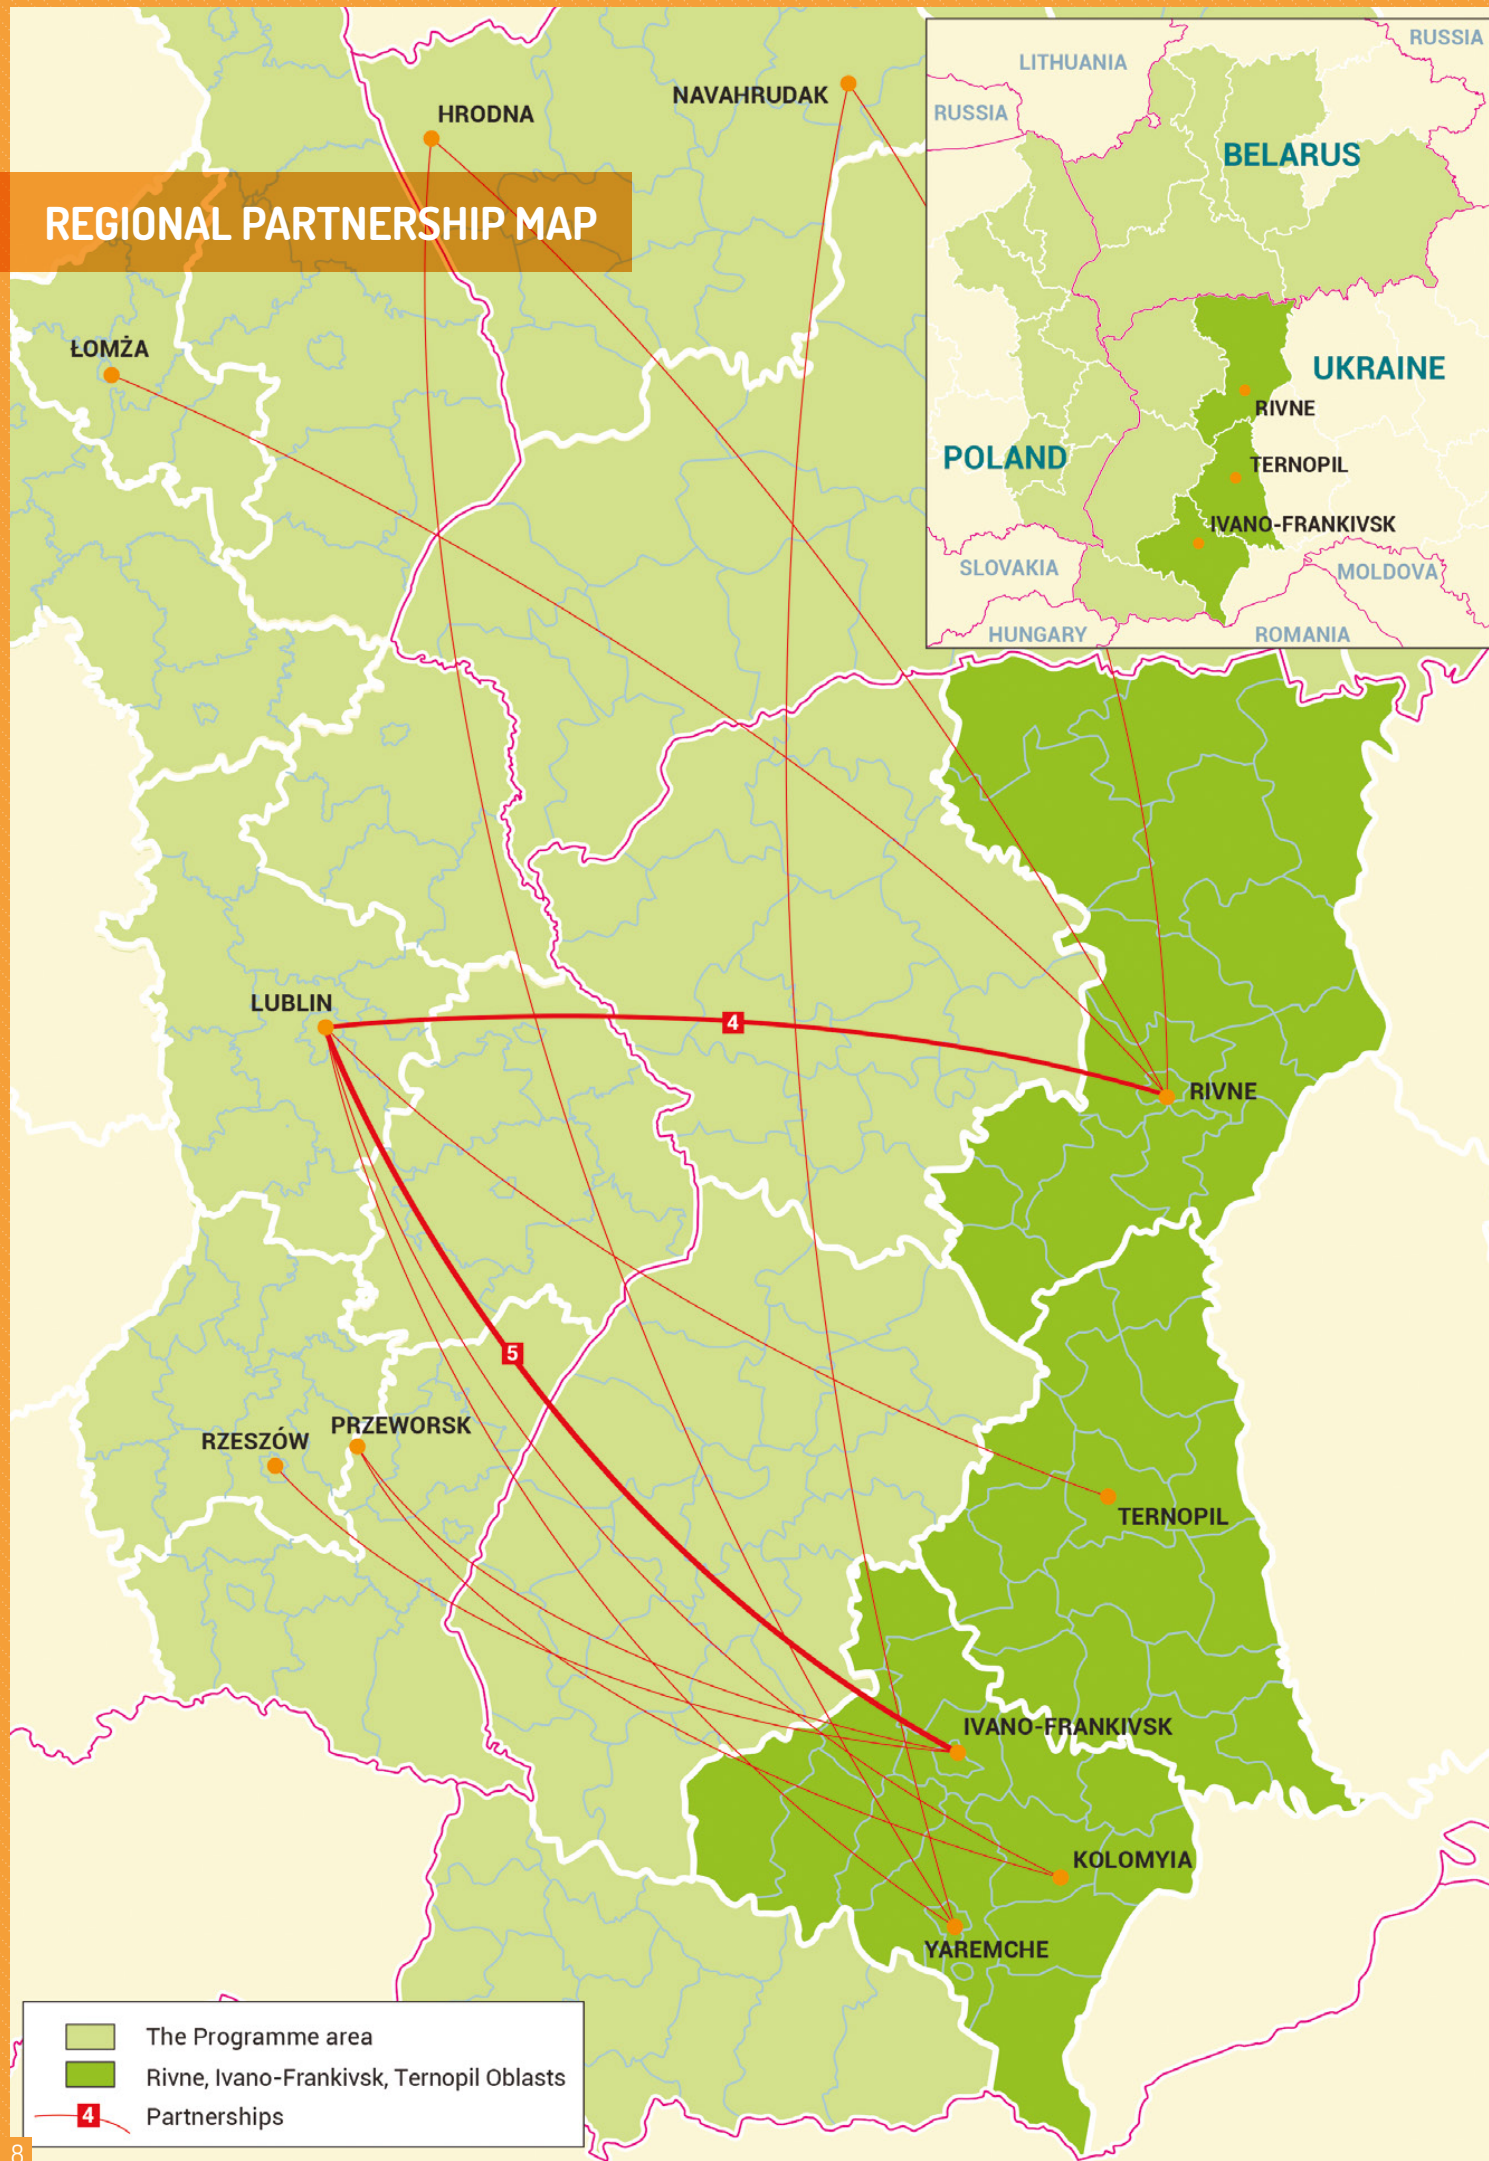 HRODNA
NAVAHRUDAK
REGIONAL PARTNERSHIP MAP
ŁOMŻA
LITHUANIA
RUSSIA
RUSSIA
BELARUS
UKRAINE
RIVNE
POLAND
TERNOPIL
IVANO-FRANKIVSK
SLOVAKIA
MOLDOVA
HUNGARY
ROMANIA
LUBLIN
4
RIVNE
5
PRZEWORSK
RZESZÓW
TERNOPIL
IVANO-FRANKIVSK
KOLOMYIA
YAREMCHE
The Programme area
Rivne, Ivano-Frankivsk, Ternopil Oblasts
4 Partnerships
8